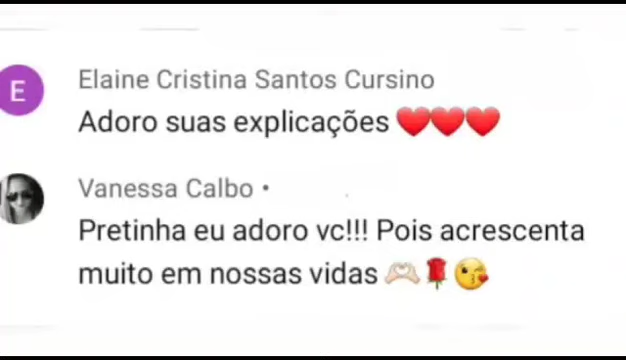 E
Elaine Cristina Santos Cursino
Adoro suas explicações ❤️❤️❤️
Vanessa Calbo •
Pretinha eu adoro vc!!! Pois acrescenta
muito em nossas vidas 🫶🏻🌹😘